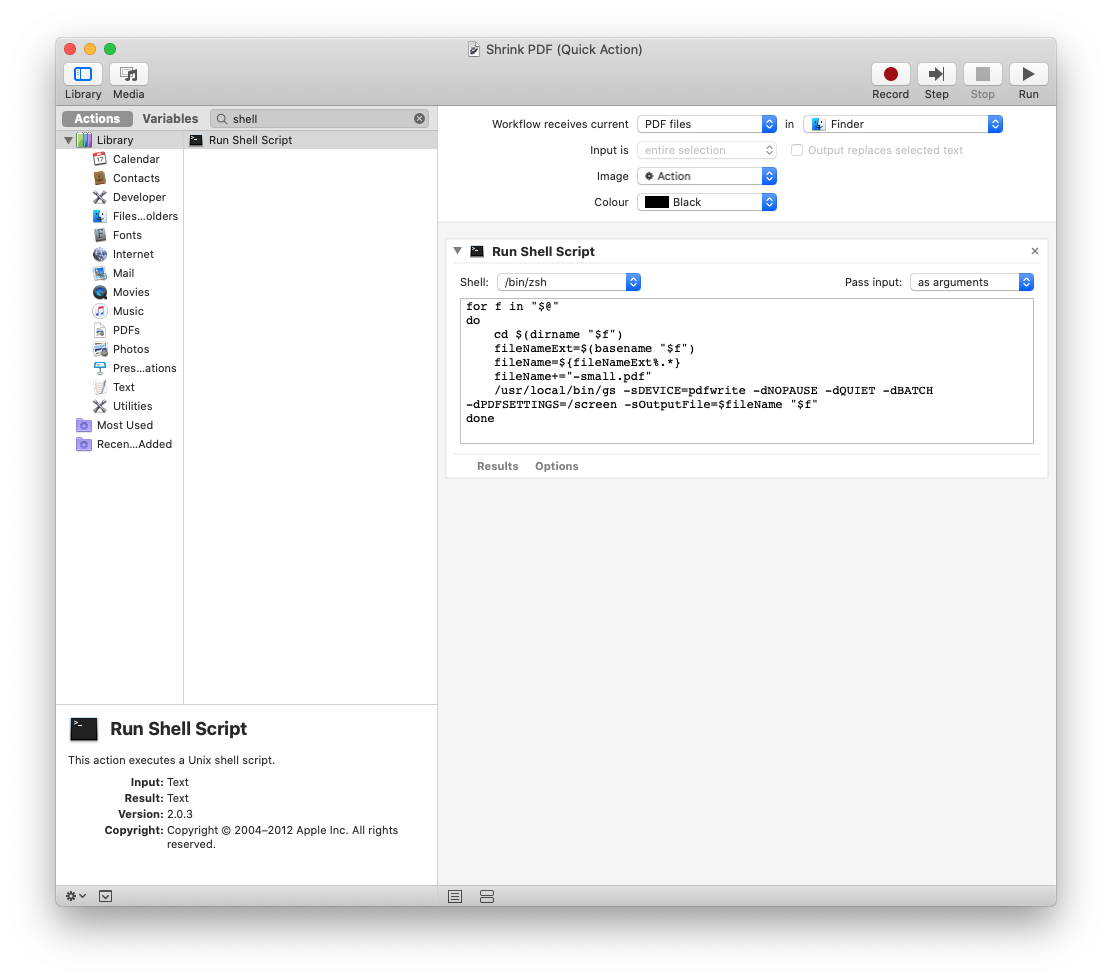 Shrink PDF (Quick Action)
Library Media Record Step Stop Run
Actions Variables shell
Library
Calendar
Contacts
Developer
Files...olders
Fonts
Internet
Mail
Movies
Music
PDFs
Photos
Pres...ations
Text
Utilities
Most Used
Recen...Added
Run Shell Script
Run Shell Script
This action executes a Unix shell script.
Input: Text
Result: Text
Version: 2.0.3
Copyright: Copyright © 2004–2012 Apple Inc. All rights
reserved.
Workflow receives current PDF files in Finder
Input is entire selection Output replaces selected text
Image Action
Colour Black
Run Shell Script
Shell: /bin/zsh Pass input: as arguments
for f in "$@"
do
    cd $(dirname "$f")
    fileNameExt=$(basename "$f")
    fileName=${fileNameExt%.*}
    fileName+="-small.pdf"
    /usr/local/bin/gs -sDEVICE=pdfwrite -dNOPAUSE -dQUIET -dBATCH
-dPDFSETTINGS=/screen -sOutputFile=$fileName "$f"
done
Results Options